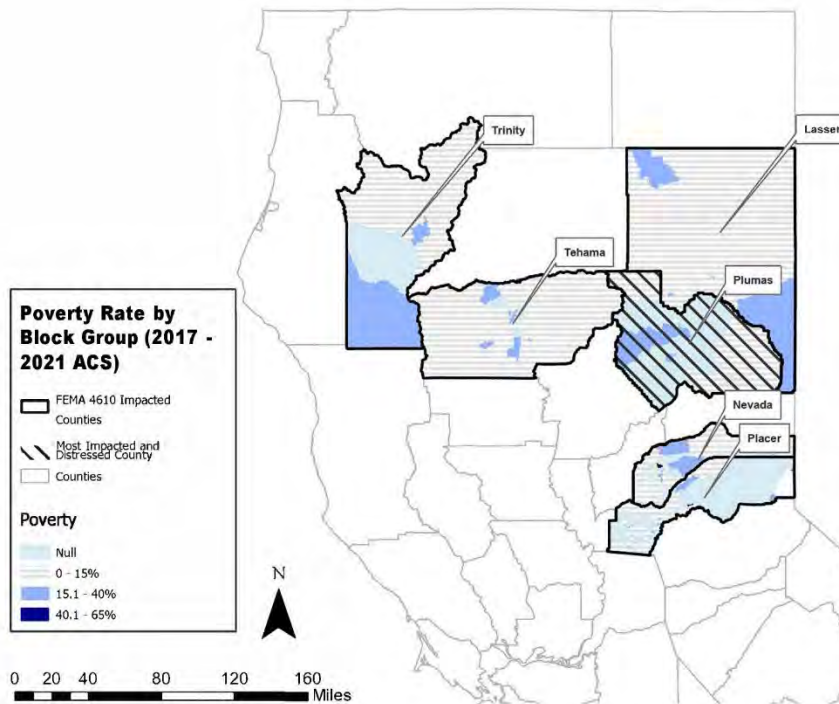 Trinity
Lassen
Tehama
Plumas
Nevada
Placer
Poverty Rate by
Block Group (2017 -
2021 ACS)
FEMA 4610 Impacted
Counties
Most Impacted and
Distressed County
Counties
Poverty
Null
0 - 15%
15.1 - 40%
40.1 - 65%
N
0 20 40 80 120 160
Miles